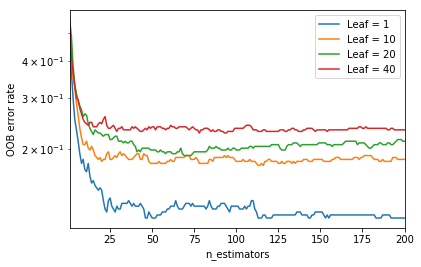 Leaf = 1
Leaf = 10
Leaf = 20
Leaf = 40
4 × 10⁻¹
3 × 10⁻¹
2 × 10⁻¹
OOB error rate
25 50 75 100 125 150 175 200
n_estimators